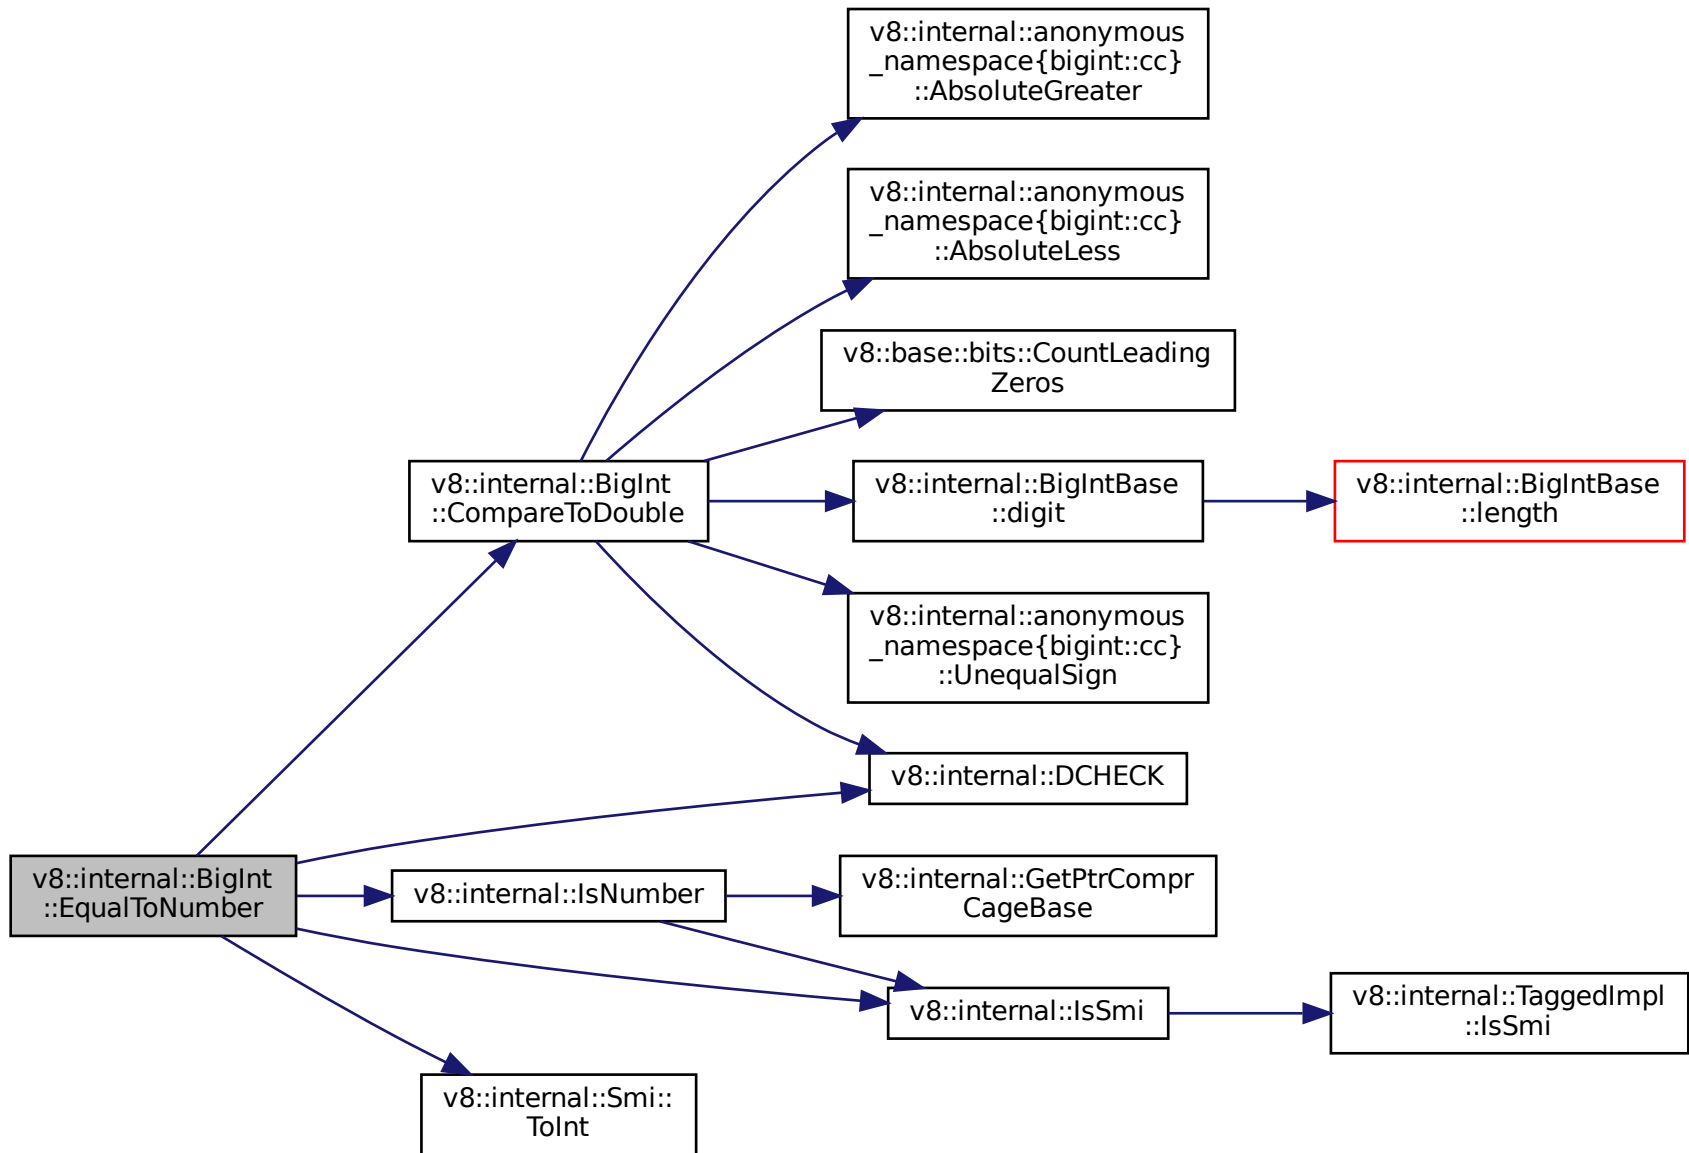 v8::internal::anonymous
_namespace{bigint::cc}
::AbsoluteGreater
v8::internal::anonymous
_namespace{bigint::cc}
::AbsoluteLess
v8::base::bits::CountLeading
Zeros
v8::internal::BigInt
::CompareToDouble
v8::internal::BigIntBase
::digit
v8::internal::BigIntBase
::length
v8::internal::anonymous
_namespace{bigint::cc}
::UnequalSign
v8::internal::DCHECK
v8::internal::BigInt
::EqualToNumber
v8::internal::IsNumber
v8::internal::GetPtrCompr
CageBase
v8::internal::IsSmi
v8::internal::TaggedImpl
::IsSmi
v8::internal::Smi::
ToInt